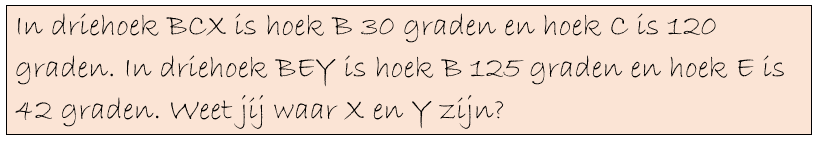 In driehoek BCX is hoek B 30 graden en hoek C is 120
graden. In driehoek BEY is hoek B 125 graden en hoek E is
42 graden. Weet jij waar X en Y zijn?